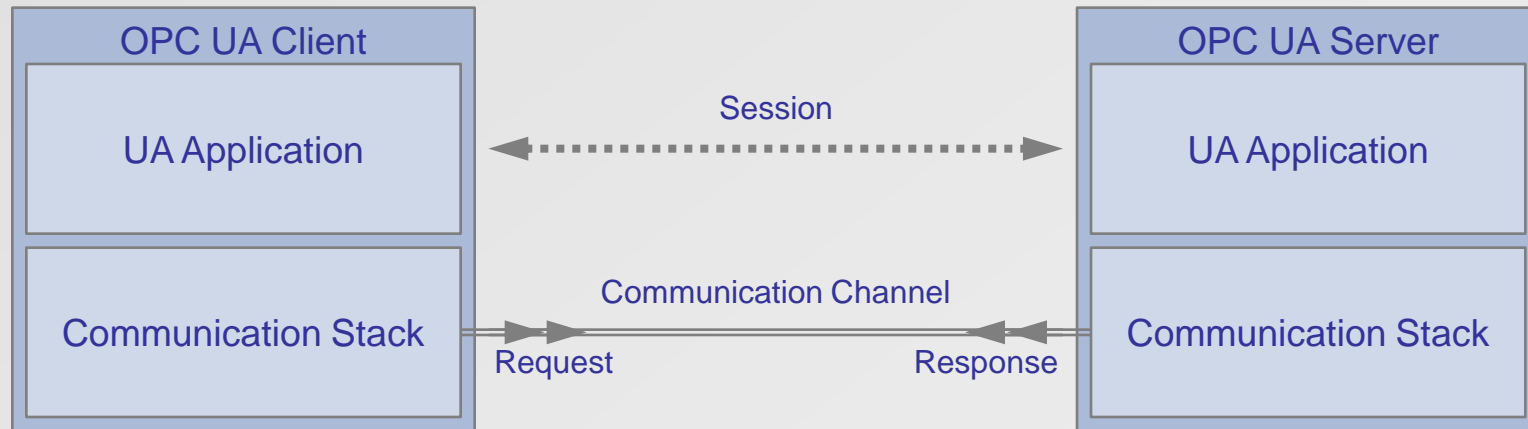 OPC UA Client
OPC UA Server
UA Application
Session
UA Application
Communication Stack
Communication Channel
Request
Response
Communication Stack